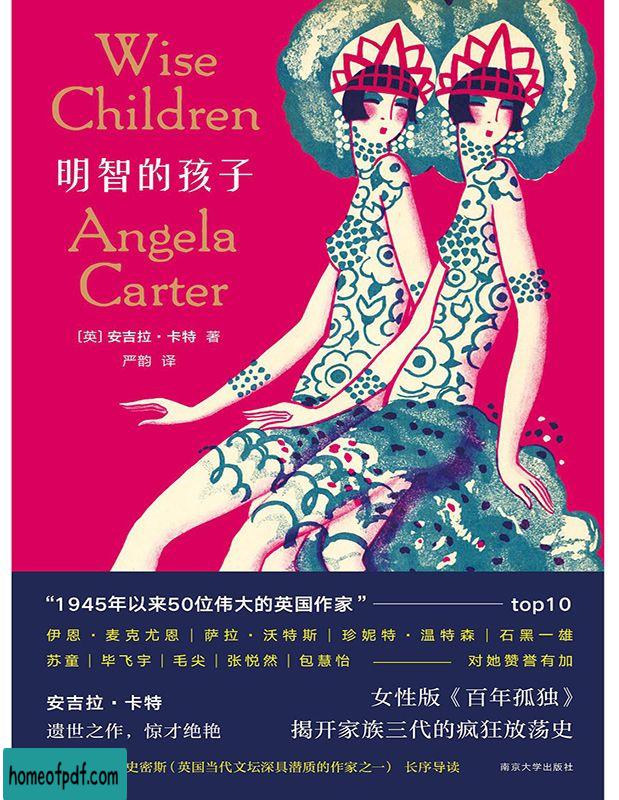 Wise
Children
明智的孩子
Angela
Carter
[英] 安吉拉·卡特 著
严韵 译
“1945年以来50位伟大的英国作家” ——— top10
伊恩·麦克尤恩｜萨拉·沃特斯｜珍妮特·温特森｜石黑一雄
苏童｜毕飞宇｜毛尖｜张悦然｜包慧怡 ——— 对她赞誉有加
安吉拉·卡特
遗世之作，惊才绝艳
女性版《百年孤独》
揭开家族三代的疯狂放荡史
史密斯（英国当代文坛深具潜质的作家之一） 长序导读
南京大学出版社
homeofpdf.com